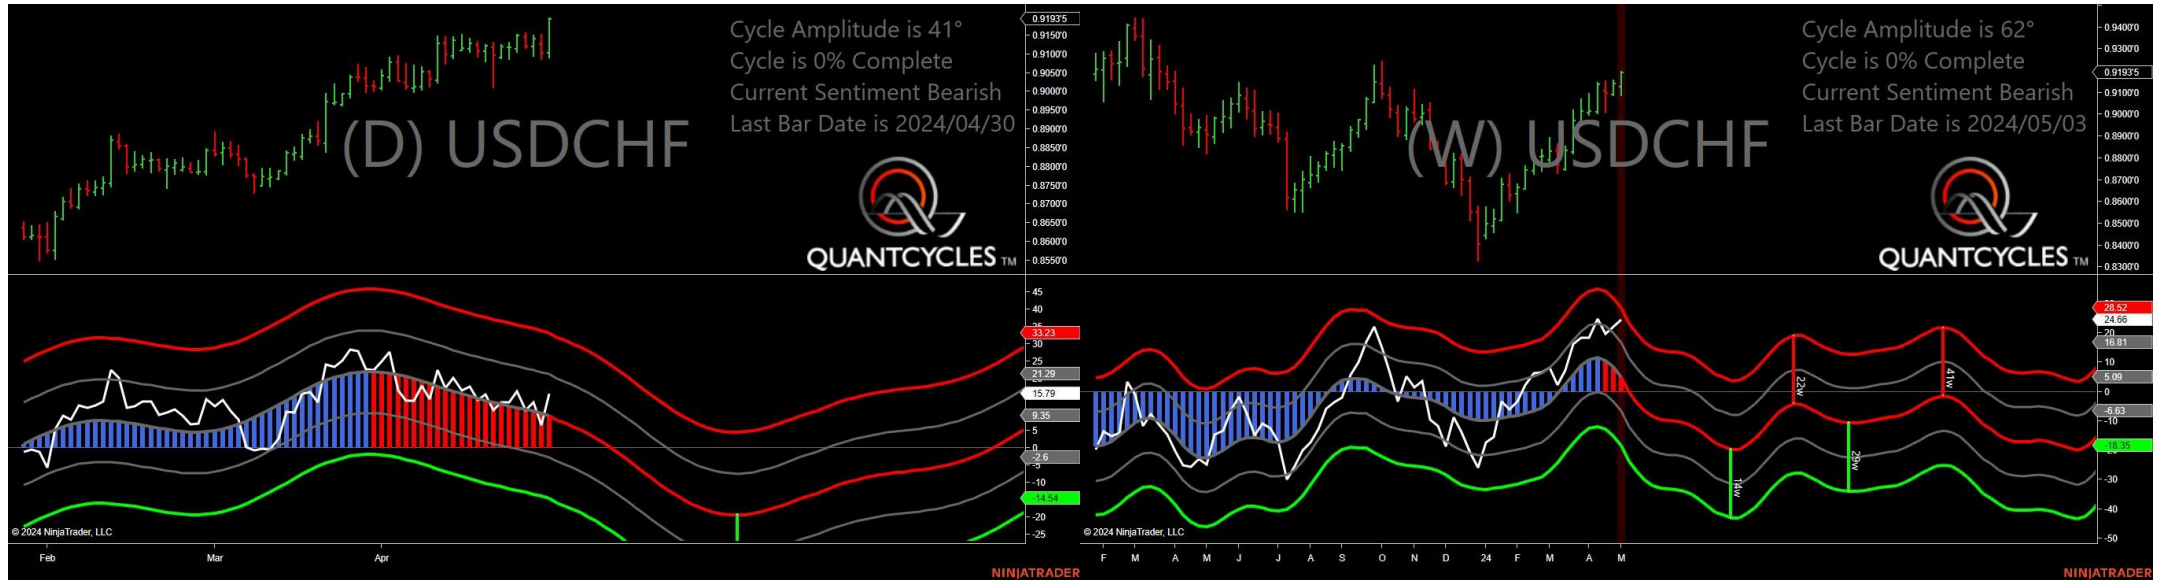 Cycle Amplitude is 41°
Cycle is 0% Complete
Current Sentiment Bearish
Last Bar Date is 2024/04/30
(D) USDCHF
QUANTCYCLES TM
0.9193'5
0.9150'0
0.9100'0
0.9050'0
0.9000'0
0.8950'0
0.8900'0
0.8850'0
0.8800'0
0.8750'0
0.8700'0
0.8650'0
0.8600'0
0.8550'0
45
40
33.23
30
25
21.29
15.79
9.35
5
0
-2.6
-5
-10
-14.54
-20
-25
© 2024 NinjaTrader, LLC
Feb Mar Apr
NINJATRADER
Cycle Amplitude is 62°
Cycle is 0% Complete
Current Sentiment Bearish
Last Bar Date is 2024/05/03
(W) USDCHF
QUANTCYCLES TM
0.9400'0
0.9300'0
0.9193'5
0.9100'0
0.9000'0
0.8900'0
0.8800'0
0.8700'0
0.8600'0
0.8500'0
0.8400'0
0.8300'0
28.52
24.66
20
16.81
10
5.09
0
-6.63
-10
-18.35
-30
-40
-50
22w
41w
14w
29w
© 2024 NinjaTrader, LLC
F M A M J J A S O N D 24 F M A M
NINJATRADER